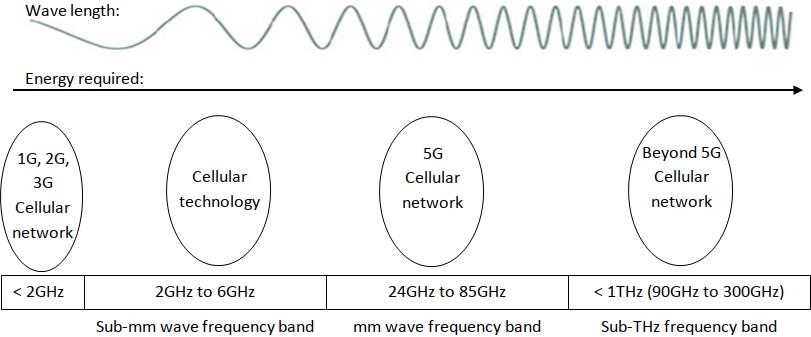 Wave length:
Energy required:
1G, 2G,
3G
Cellular
network
Cellular
technology
5G
Cellular
network
Beyond 5G
Cellular
network
< 2GHz
2GHz to 6GHz
24GHz to 85GHz
< 1THz (90GHz to 300GHz)
Sub-mm wave frequency band
mm wave frequency band
Sub-THz frequency band